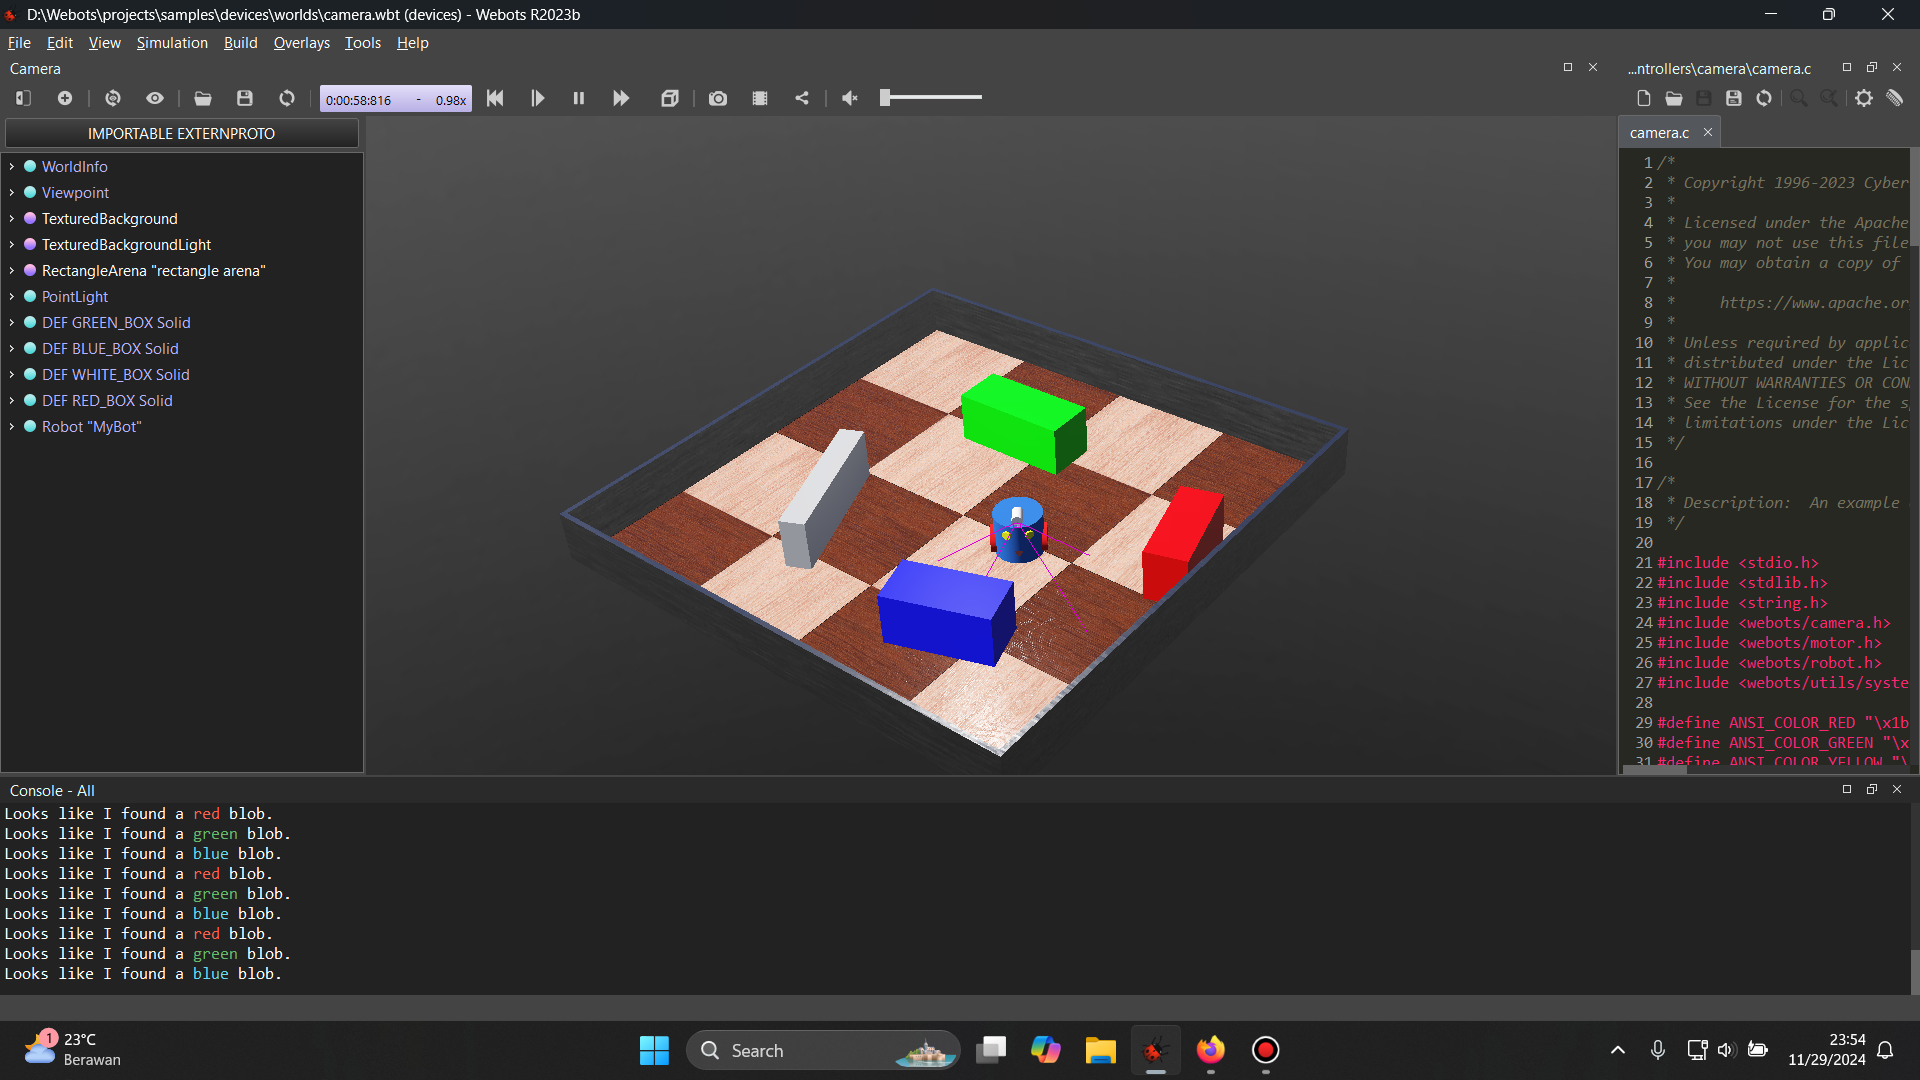 D:\Webots\projects\samples\devices\worlds\camera.wbt (devices) - Webots R2023b
File Edit View Simulation Build Overlays Tools Help
Camera
...ntrollers\camera\camera.c
0:00:58:816 - 0.98x
IMPORTABLE EXTERNPROTO
WorldInfo
Viewpoint
TexturedBackground
TexturedBackgroundLight
RectangleArena "rectangle arena"
PointLight
DEF GREEN_BOX Solid
DEF BLUE_BOX Solid
DEF WHITE_BOX Solid
DEF RED_BOX Solid
Robot "MyBot"
camera.c
1 /*
2 * Copyright 1996-2023 Cyber
3 *
4 * Licensed under the Apache
5 * you may not use this file
6 * You may obtain a copy of
7 *
8 * https://www.apache.or
9 *
10 * Unless required by applic
11 * distributed under the Lic
12 * WITHOUT WARRANTIES OR CON
13 * See the License for the s
14 * limitations under the Lic
15 */
16
17 /*
18 * Description: An example
19 */
20
21 #include <stdio.h>
22 #include <stdlib.h>
23 #include <string.h>
24 #include <webots/camera.h>
25 #include <webots/motor.h>
26 #include <webots/robot.h>
27 #include <webots/utils/syste
28
29 #define ANSI_COLOR_RED "\x1b
30 #define ANSI_COLOR_GREEN "\x
31 #define ANSI_COLOR_YELLOW "\
Console - All
Looks like I found a red blob.
Looks like I found a green blob.
Looks like I found a blue blob.
Looks like I found a red blob.
Looks like I found a green blob.
Looks like I found a blue blob.
Looks like I found a red blob.
Looks like I found a green blob.
Looks like I found a blue blob.
1
23°C
Berawan
Search
23:54
11/29/2024